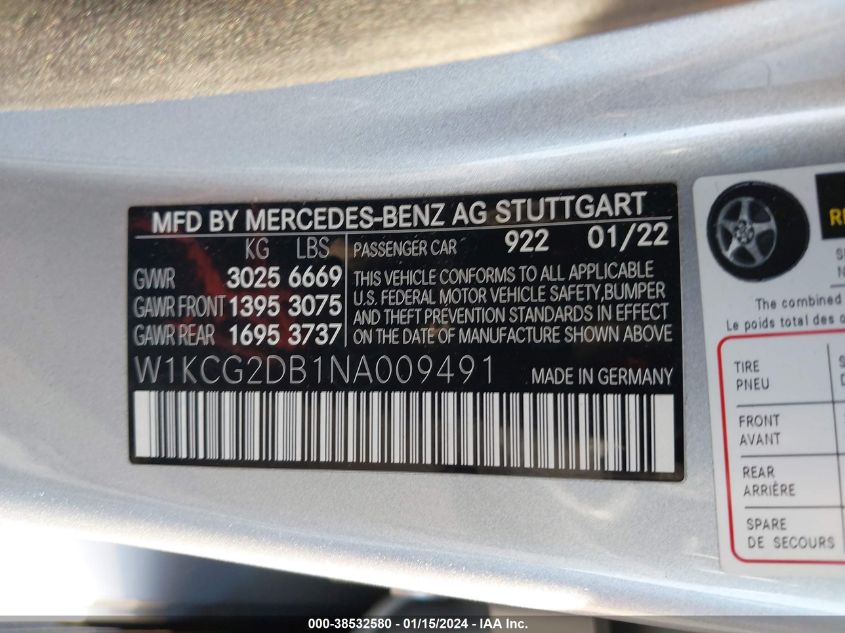 MFD BY MERCEDES-BENZ AG STUTTGART
KG LBS PASSENGER CAR 922 01/22
GVWR 3025 6669
GAWR FRONT 1395 3075
GAWR REAR 1695 3737
THIS VEHICLE CONFORMS TO ALL APPLICABLE
U.S. FEDERAL MOTOR VEHICLE SAFETY,BUMPER
AND THEFT PREVENTION STANDARDS IN EFFECT
ON THE DATE OF MANUFACTURE SHOWN ABOVE
W1KCG2DB1NA009491 MADE IN GERMANY
The combined
Le poids total des
TIRE
PNEU
FRONT
AVANT
REAR
ARRIÈRE
SPARE
DE SECOURS
000-38532580 - 01/15/2024 - IAA Inc.